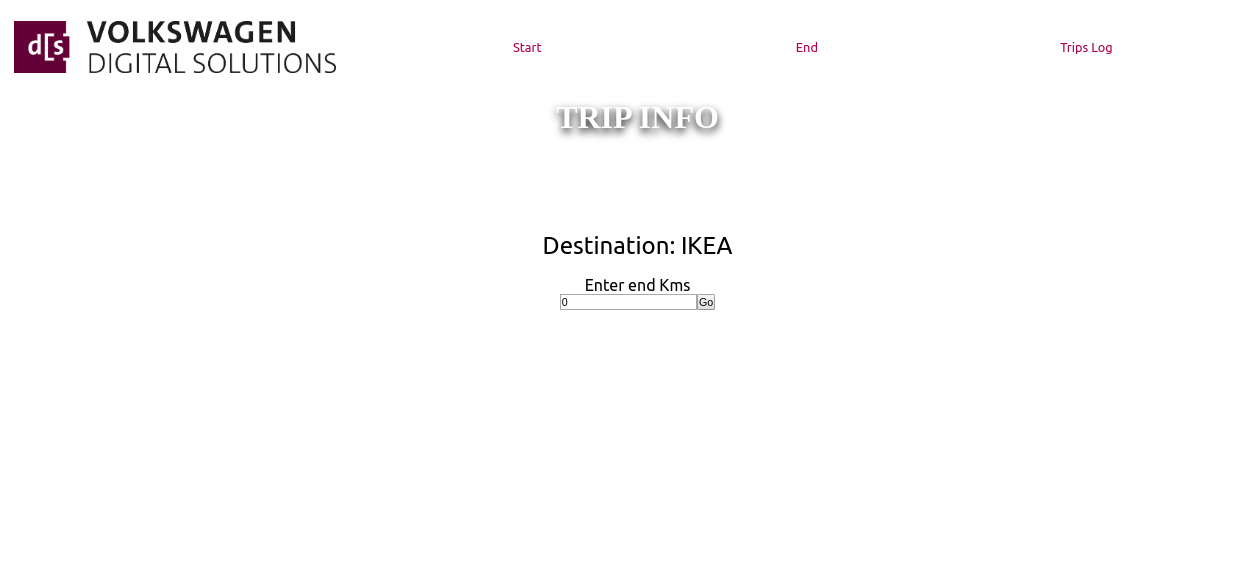 d[s
VOLKSWAGEN
DIGITAL SOLUTIONS
Start
End
Trips Log
TRIP INFO
Destination: IKEA
Enter end Kms
0
Go